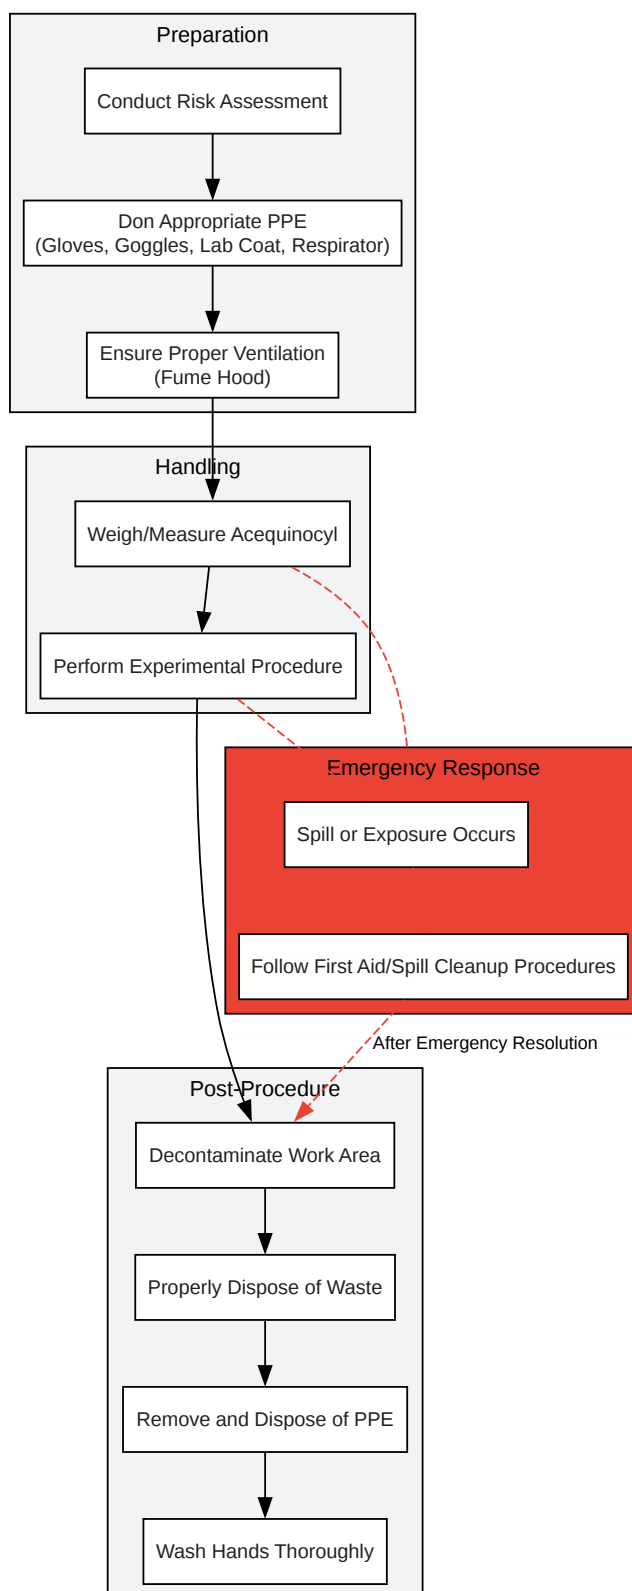 Preparation
Conduct Risk Assessment
Don Appropriate PPE
(Gloves, Goggles, Lab Coat, Respirator)
Ensure Proper Ventilation
(Fume Hood)
Handling
Weigh/Measure Acequinocyl
Perform Experimental Procedure
Emergency Response
Spill or Exposure Occurs
Follow First Aid/Spill Cleanup Procedures
After Emergency Resolution
Post-Procedure
Decontaminate Work Area
Properly Dispose of Waste
Remove and Dispose of PPE
Wash Hands Thoroughly